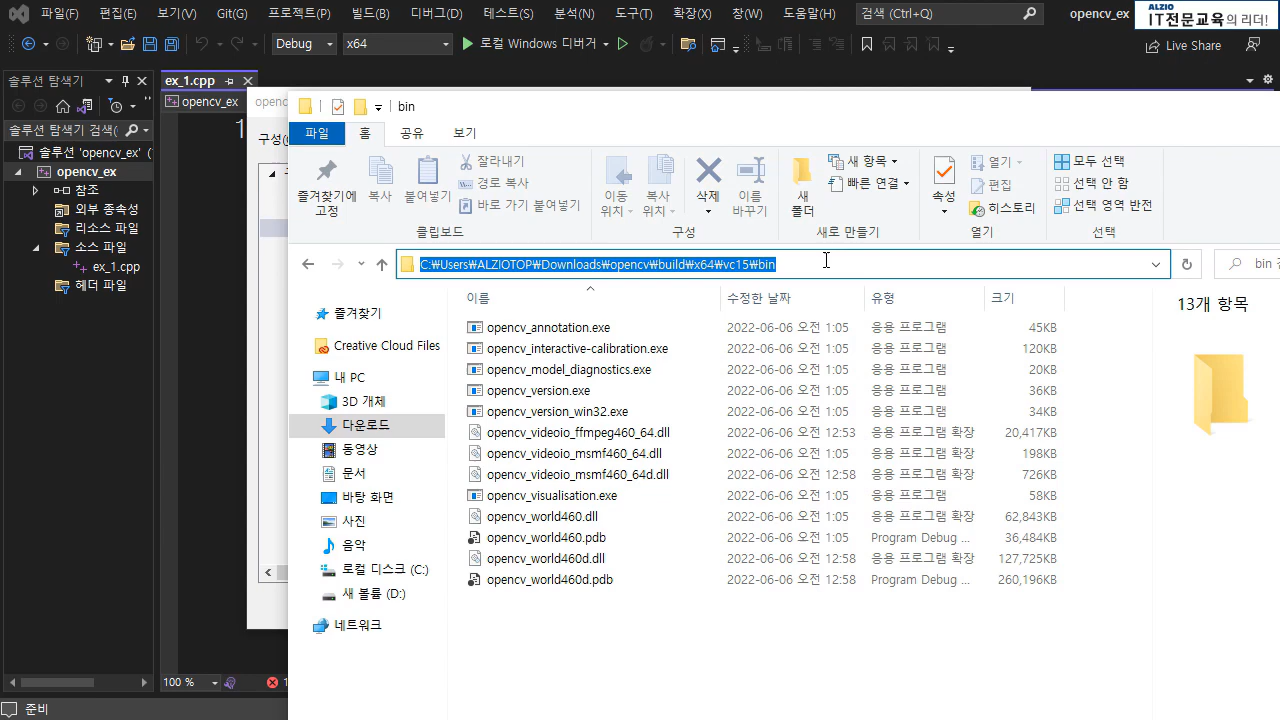 파일(F) 편집(E) 보기(V) Git(G) 프로젝트(P) 빌드(B) 디버그(D) 테스트(S) 분석(N) 도구(T) 확장(X) 창(W) 도움말(H) 검색 (Ctrl+Q) opencv_ex
ALZIO
IT전문교육의 리더!
Debug x64 로컬 Windows 디버거 Live Share
솔루션 탐색기
ex_1.cpp
opencv_ex
bin
솔루션 탐색기 검색(
1
구성(
파일 홈 공유 보기
솔루션 'opencv_ex' (
opencv_ex
참조
외부 종속성
리소스 파일
소스 파일
ex_1.cpp
헤더 파일
즐겨찾기에
고정
복사
붙여넣기
잘라내기
경로 복사
바로 가기 붙여넣기
클립보드
이동
위치
복사
위치
삭제
이름
바꾸기
구성
새
폴더
새 항목
빠른 연결
새로 만들기
속성
열기
편집
히스토리
열기
모두 선택
선택 안 함
선택 영역 반전
선택
C:₩Users₩ALZIOTOP₩Downloads₩opencv₩build₩x64₩vc15₩bin
bin
이름 수정한 날짜 유형 크기
13개 항목
즐겨찾기
Creative Cloud Files
내 PC
3D 개체
다운로드
동영상
문서
바탕 화면
사진
음악
로컬 디스크 (C:)
새 볼륨 (D:)
네트워크
opencv_annotation.exe 2022-06-06 오전 1:05 응용 프로그램 45KB
opencv_interactive-calibration.exe 2022-06-06 오전 1:05 응용 프로그램 120KB
opencv_model_diagnostics.exe 2022-06-06 오전 1:05 응용 프로그램 20KB
opencv_version.exe 2022-06-06 오전 1:05 응용 프로그램 36KB
opencv_version_win32.exe 2022-06-06 오전 1:05 응용 프로그램 34KB
opencv_videoio_ffmpeg460_64.dll 2022-06-06 오전 12:53 응용 프로그램 확장 20,417KB
opencv_videoio_msmf460_64.dll 2022-06-06 오전 1:05 응용 프로그램 확장 198KB
opencv_videoio_msmf460_64d.dll 2022-06-06 오전 12:58 응용 프로그램 확장 726KB
opencv_visualisation.exe 2022-06-06 오전 1:05 응용 프로그램 58KB
opencv_world460.dll 2022-06-06 오전 1:05 응용 프로그램 확장 62,843KB
opencv_world460.pdb 2022-06-06 오전 1:05 Program Debug ... 36,484KB
opencv_world460d.dll 2022-06-06 오전 12:58 응용 프로그램 확장 127,725KB
opencv_world460d.pdb 2022-06-06 오전 12:58 Program Debug ... 260,196KB
100 %
1
준비